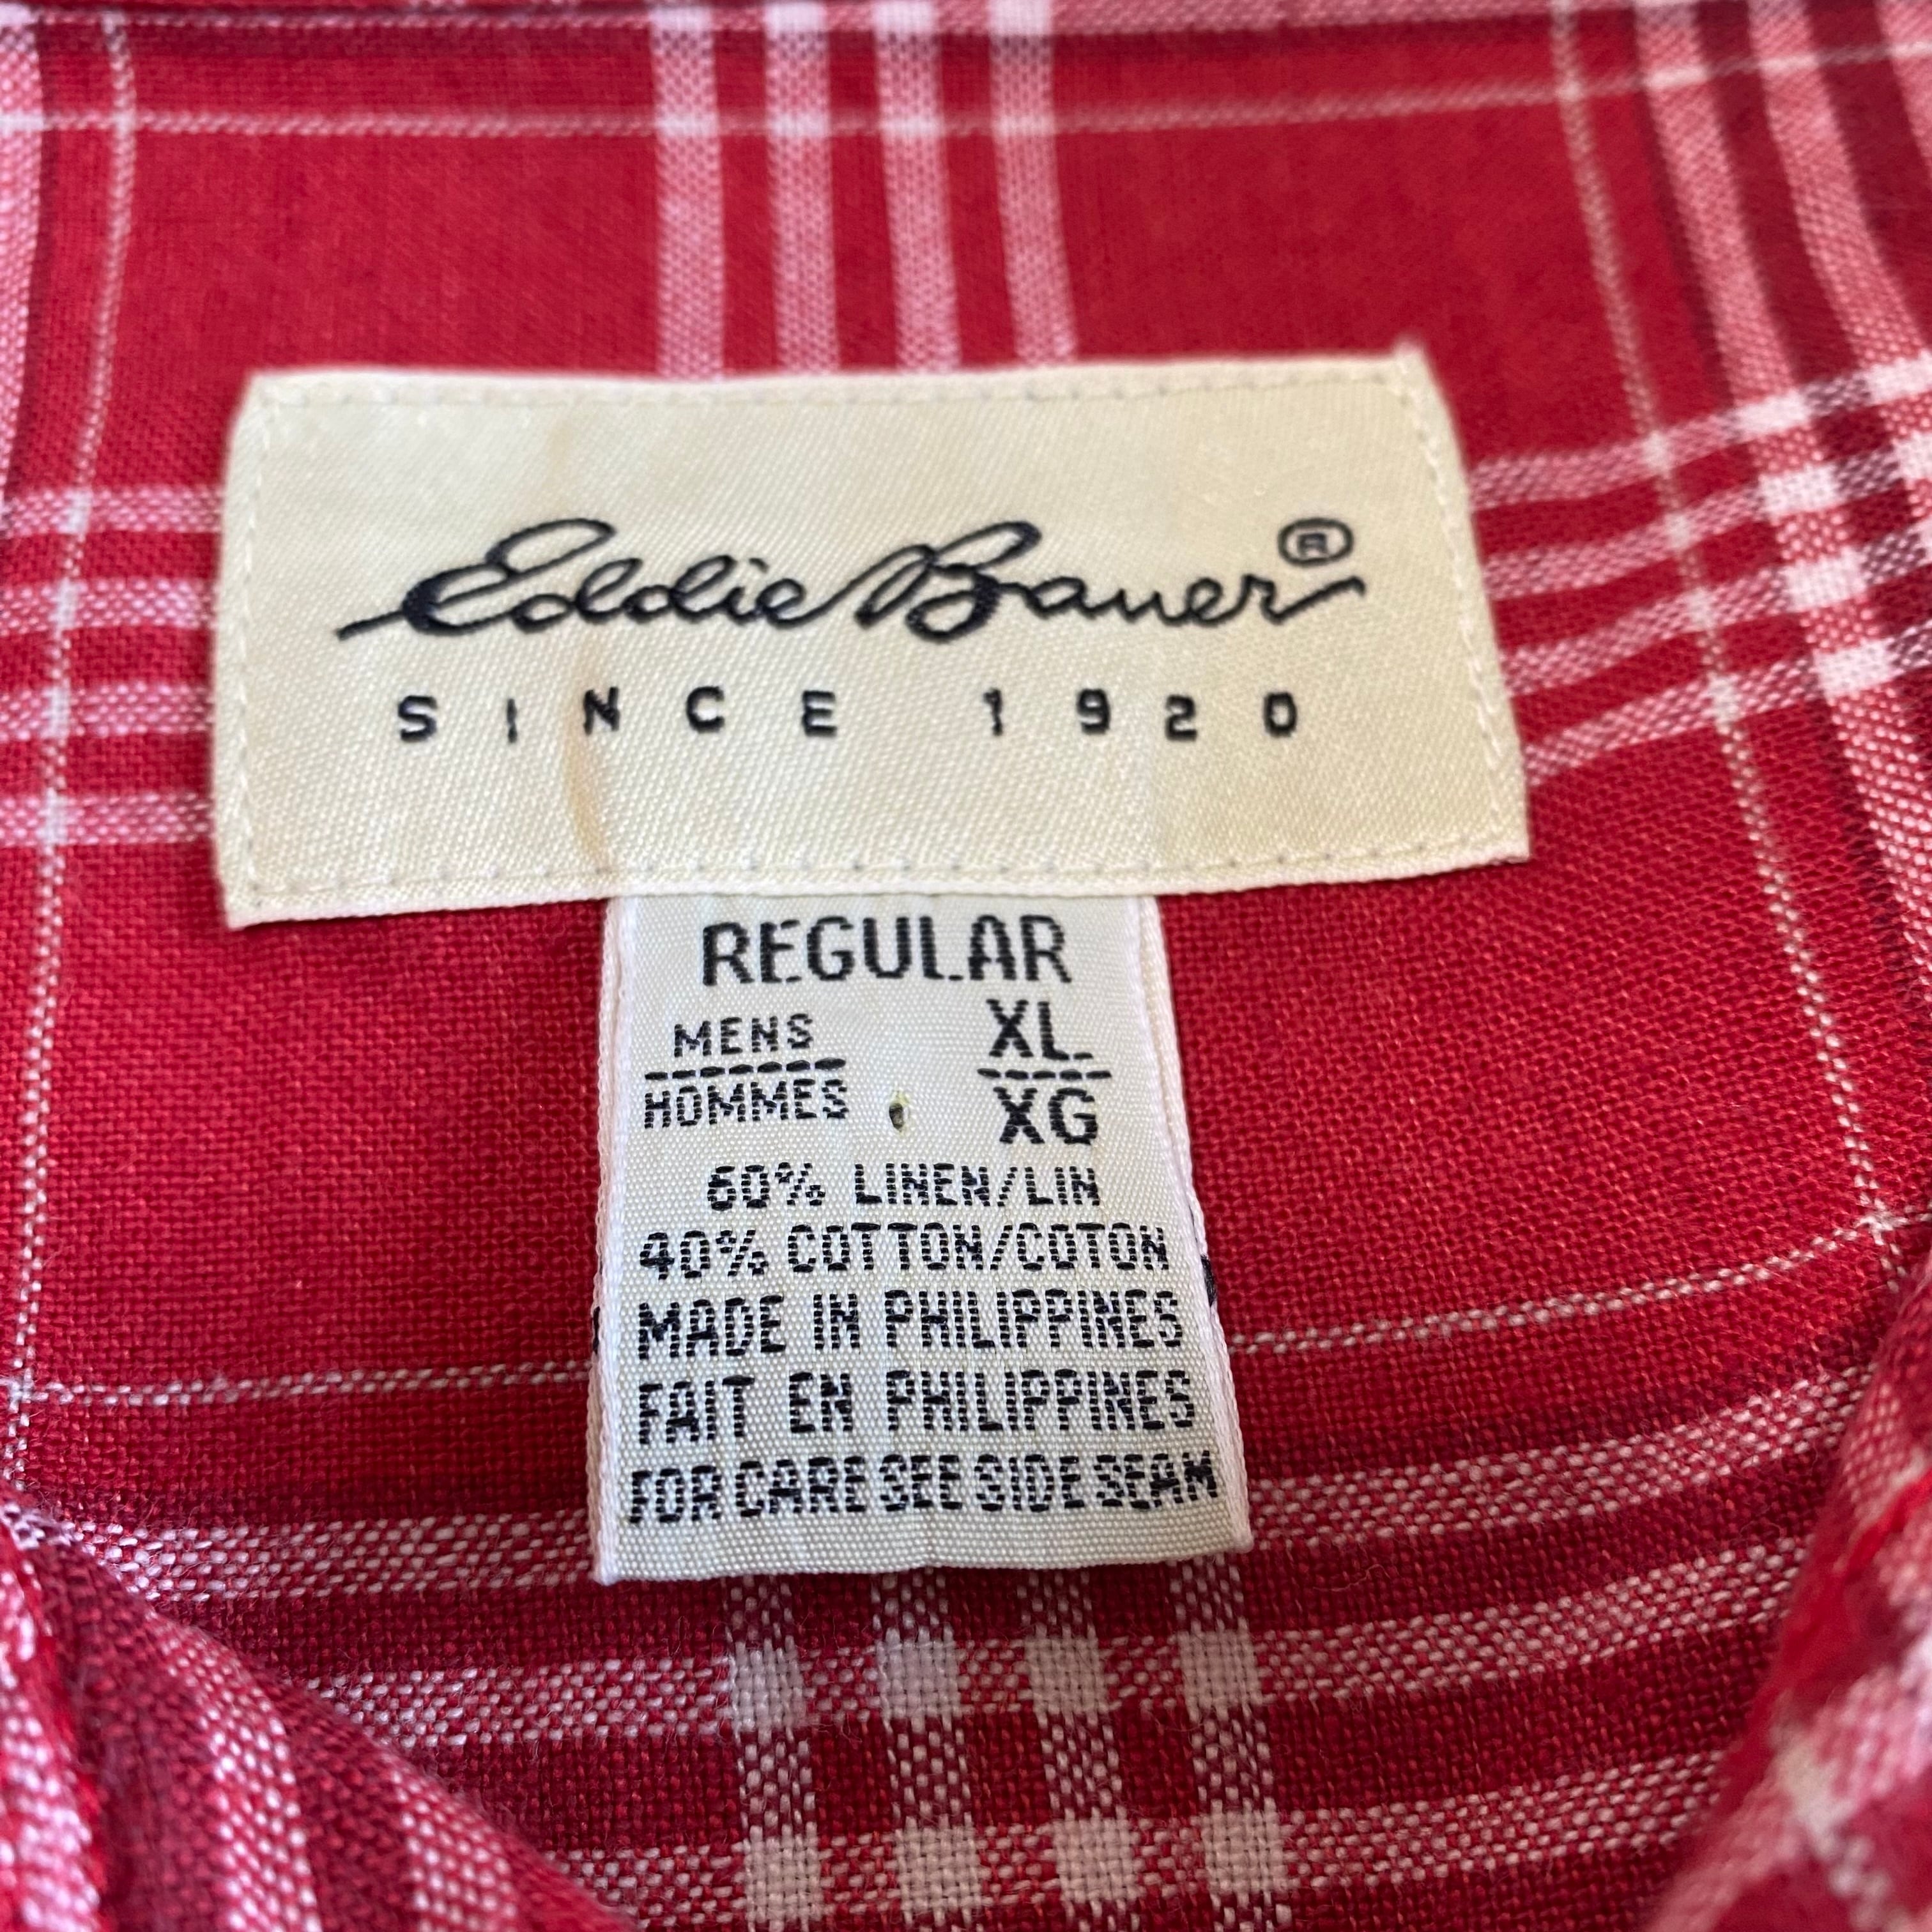 Eddie Bauer®
SINCE 1920
REGULAR
MENS XL
HOMMES XG
60% LINEN/LIN
40% COTTON/COTON
MADE IN PHILIPPINES
FAIT EN PHILIPPINES
FOR CARE SEE SIDE SEAM